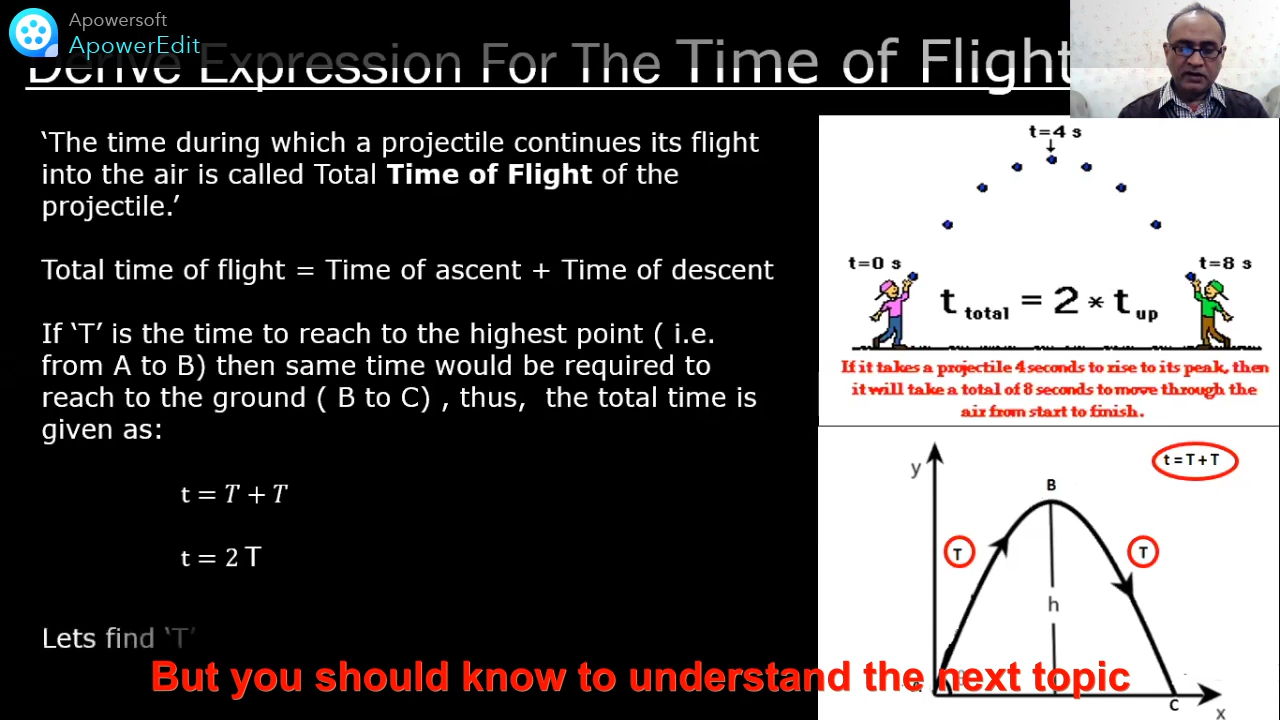 Apowersoft
ApowerEdit
Derive Expression For The Time of Flight
‘The time during which a projectile continues its flight
into the air is called Total Time of Flight of the
projectile.’
Total time of flight = Time of ascent + Time of descent
If ‘T’ is the time to reach to the highest point ( i.e.
from A to B) then same time would be required to
reach to the ground ( B to C) , thus, the total time is
given as:
t = T + T
t = 2 T
Lets find ‘T’
t=4 s
t=0 s
t=8 s
t total = 2 * t up
If it takes a projectile 4 seconds to rise to its peak, then
it will take a total of 8 seconds to move through the
air from start to finish.
y
t = T + T
B
T
T
h
A
C
x
But you should know to understand the next topic